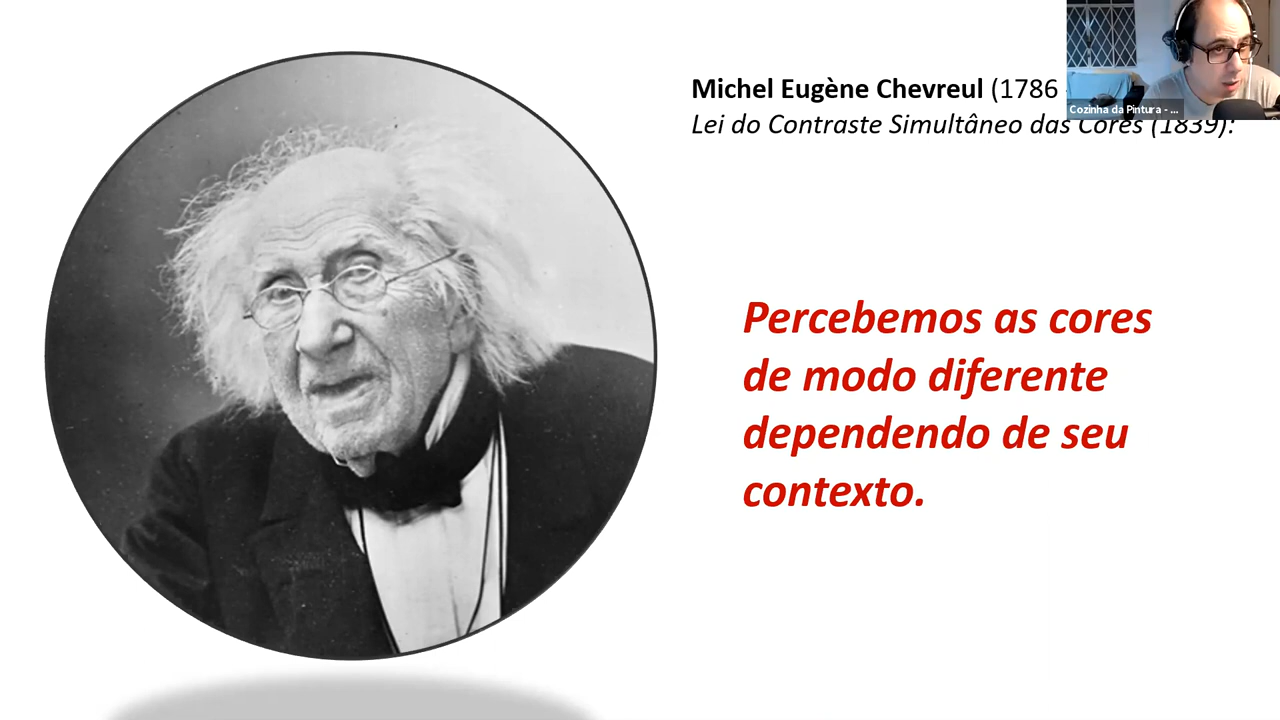 Michel Eugène Chevreul (1786
Cozinha da Pintura - ...
Lei do Contraste Simultâneo das Cores (1839):
Percebemos as cores
de modo diferente
dependendo de seu
contexto.